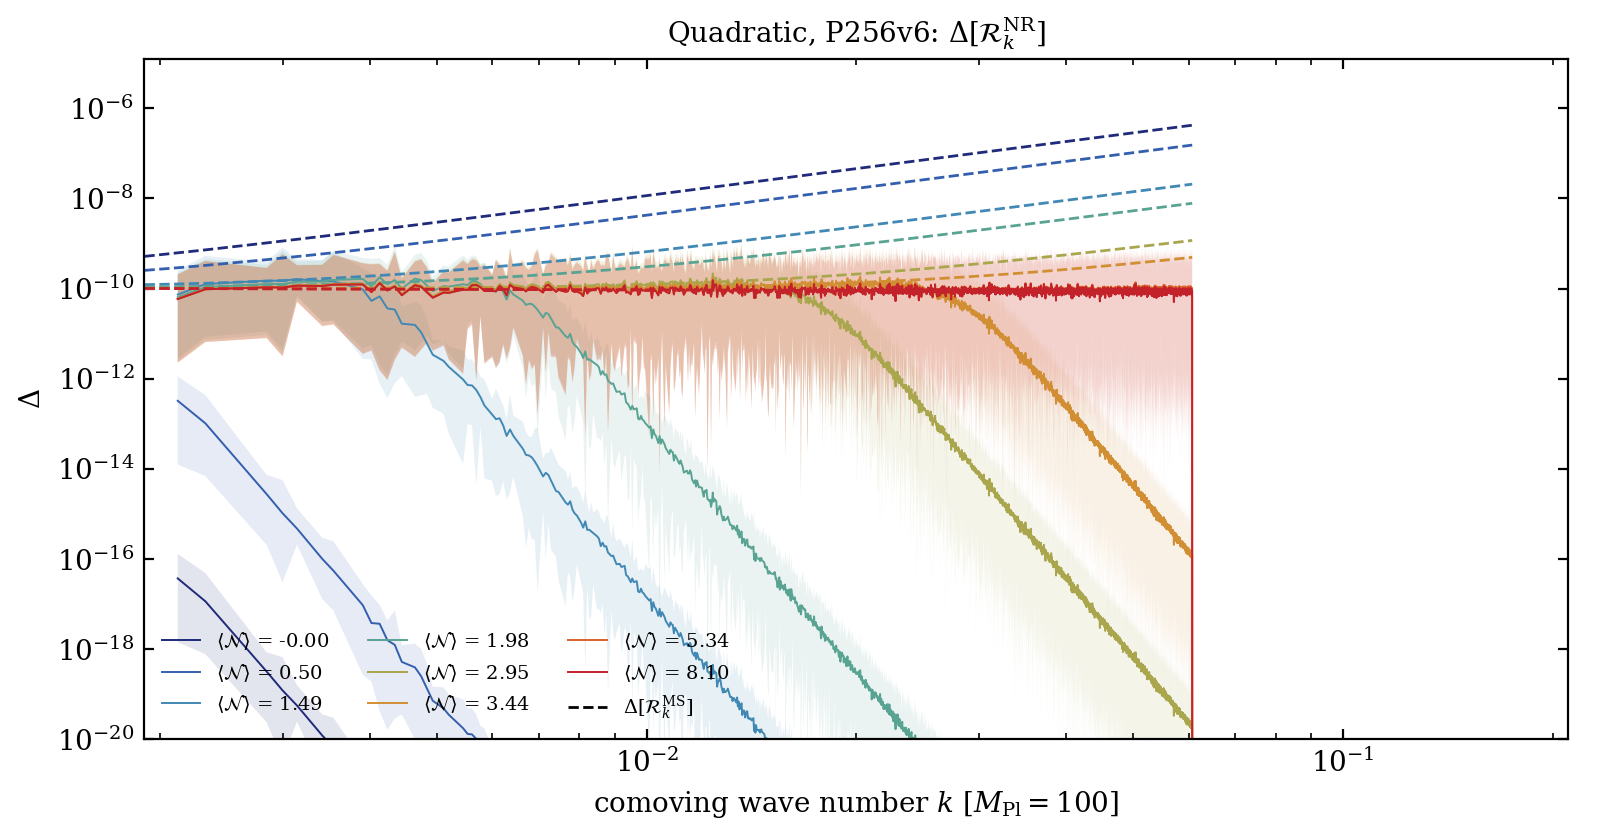 Quadratic, P256v6: Δ[ℛ_k^NR]
Δ
10^−6
10^−8
10^−10
10^−12
10^−14
10^−16
10^−18
10^−20
⟨𝒩⟩ = -0.00
⟨𝒩⟩ = 0.50
⟨𝒩⟩ = 1.49
⟨𝒩⟩ = 1.98
⟨𝒩⟩ = 2.95
⟨𝒩⟩ = 3.44
⟨𝒩⟩ = 5.34
⟨𝒩⟩ = 8.10
Δ[ℛ_k^MS]
10^−2
10^−1
comoving wave number k [M_Pl = 100]